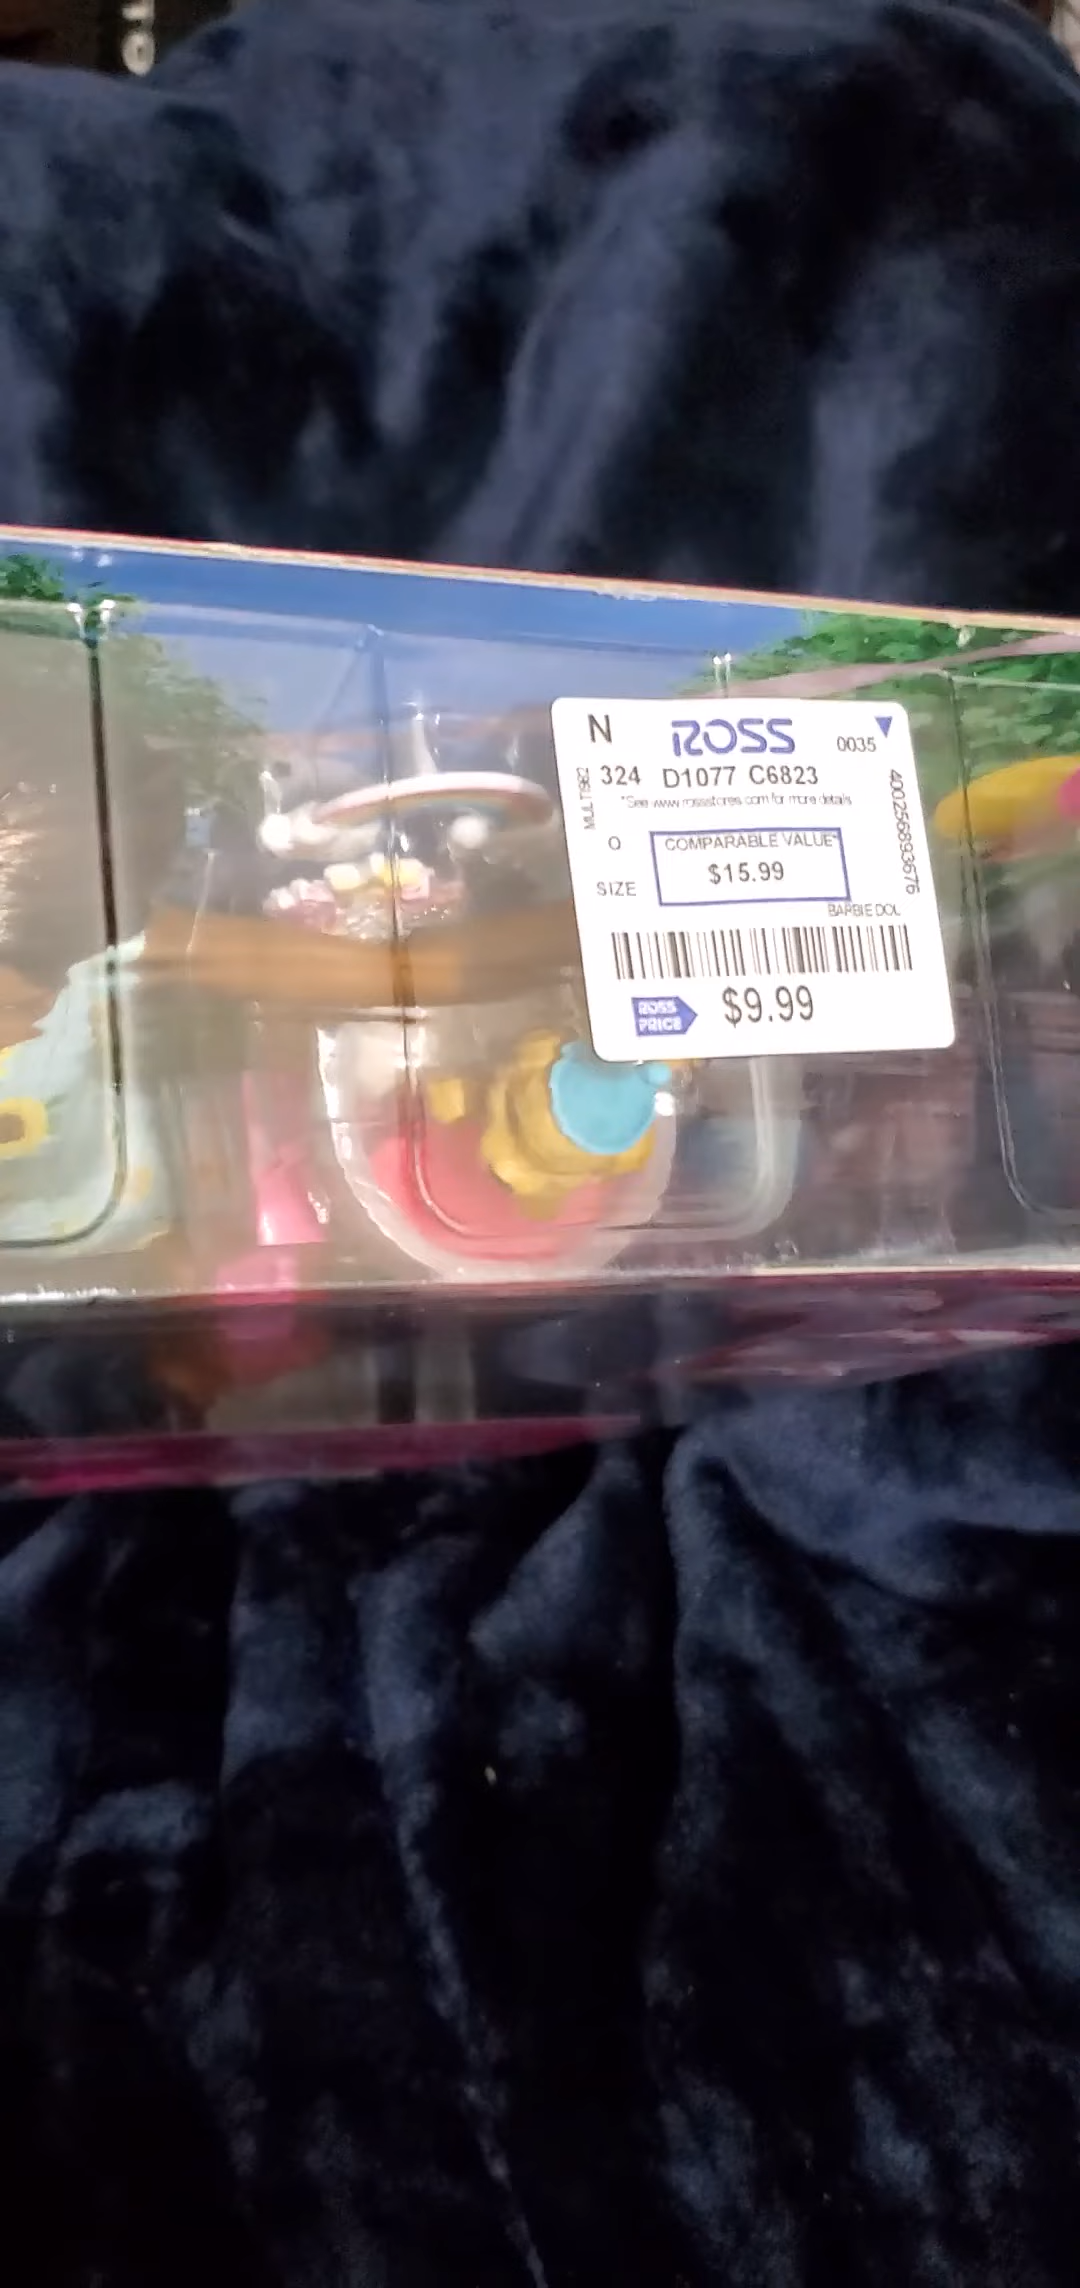 N ROSS 0035
324 D1077 C6823
*See www.rossstores.com for more details
MULTI982
400256893676
O COMPARABLE VALUE*
SIZE $15.99
BARBIE DOL
ROSS PRICE $9.99